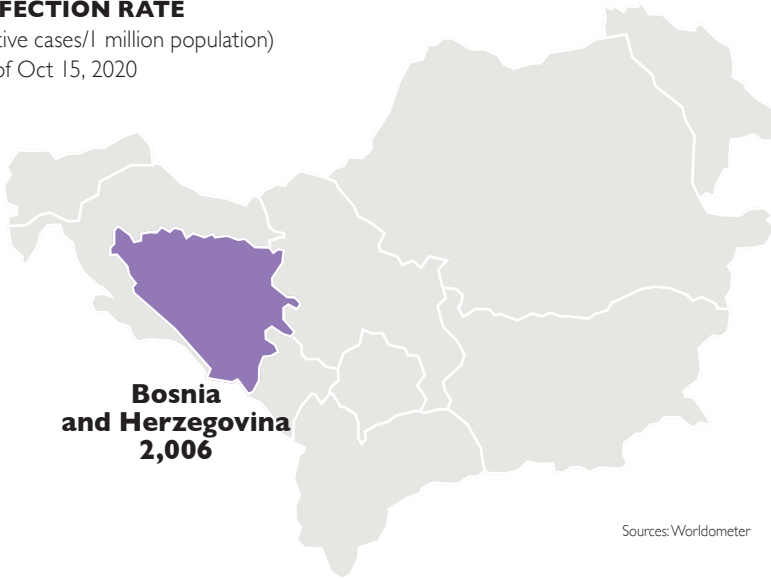 FECTION RATE
tive cases/1 million population)
of Oct 15, 2020
Bosnia
and Herzegovina
2,006
Sources: Worldometer